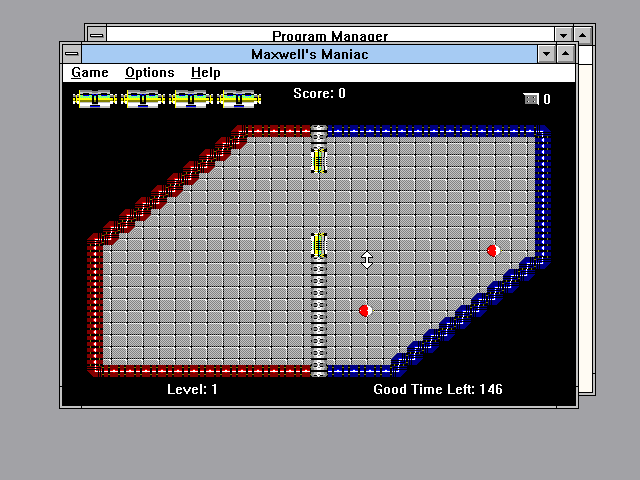 Program Manager
Maxwell's Maniac
Game Options Help
Score: 0 0
Level: 1 Good Time Left: 146